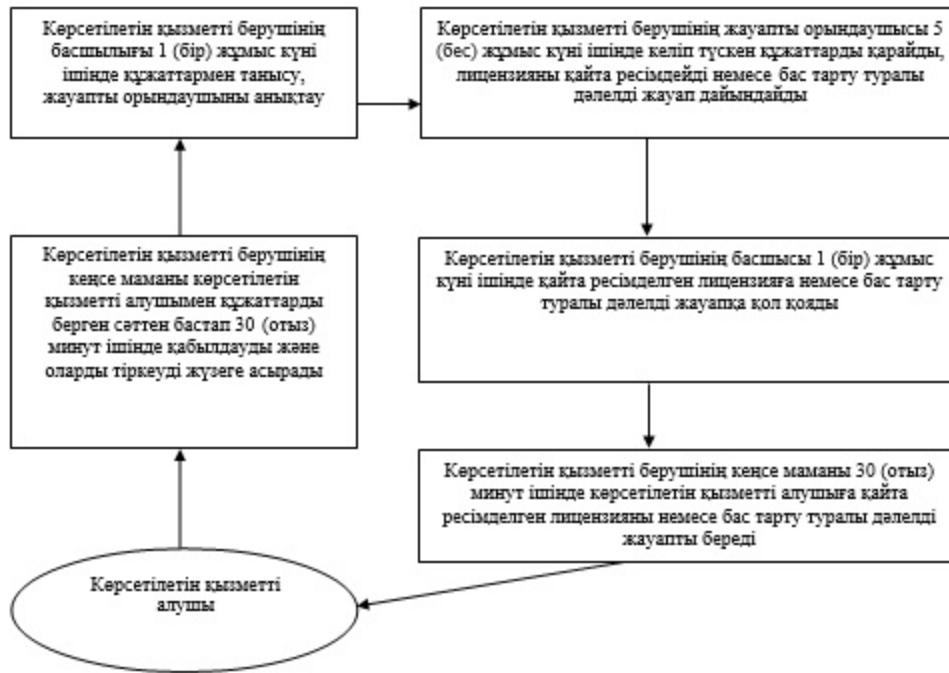 Көрсетілетін қызметті берушінің
басшылығы 1 (бір) жұмыс күні
ішінде құжаттармен танысу,
жауапты орындаушыны анықтау
Көрсетілетін қызметті берушінің жауапты орындаушысы 5
(бес) жұмыс күні ішінде келіп түскен құжаттарды қарайды,
лицензияны қайта ресімдейді немесе бас тарту туралы
дәлелді жауап дайындайды
Көрсетілетін қызметті берушінің
кеңсе маманы көрсетілетін
қызметті алушымен құжаттарды
берген сәттен бастап 30 (отыз)
минут ішінде қабылдауды және
оларды тіркеуді жүзеге асырады
Көрсетілетін қызметті берушінің басшысы 1 (бір) жұмыс
күні ішінде қайта ресімделген лицензияға немесе бас тарту
туралы дәлелді жауапқа қол қояды
Көрсетілетін қызметті берушінің кеңсе маманы 30 (отыз)
минут ішінде көрсетілетін қызметті алушыға қайта
ресімделген лицензияны немесе бас тарту туралы дәлелді
жауапты береді
Көрсетілетін қызметті
алушы